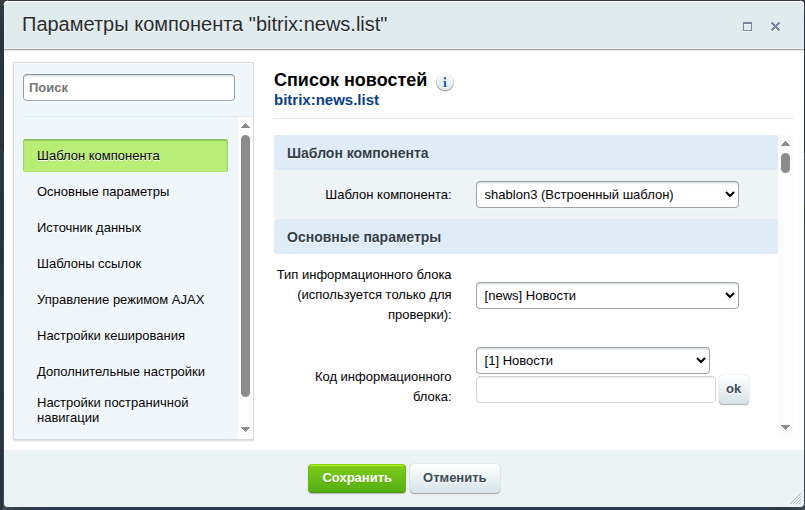 Параметры компонента "bitrix:news.list"
Поиск
Шаблон компонента
Основные параметры
Источник данных
Шаблоны ссылок
Управление режимом AJAX
Настройки кеширования
Дополнительные настройки
Настройки постраничной
навигации
Список новостей
i
bitrix:news.list
Шаблон компонента
Шаблон компонента:
shablon3 (Встроенный шаблон)
Основные параметры
Тип информационного блока
(используется только для
проверки):
[news] Новости
Код информационного
блока:
[1] Новости
ok
Сохранить
Отменить